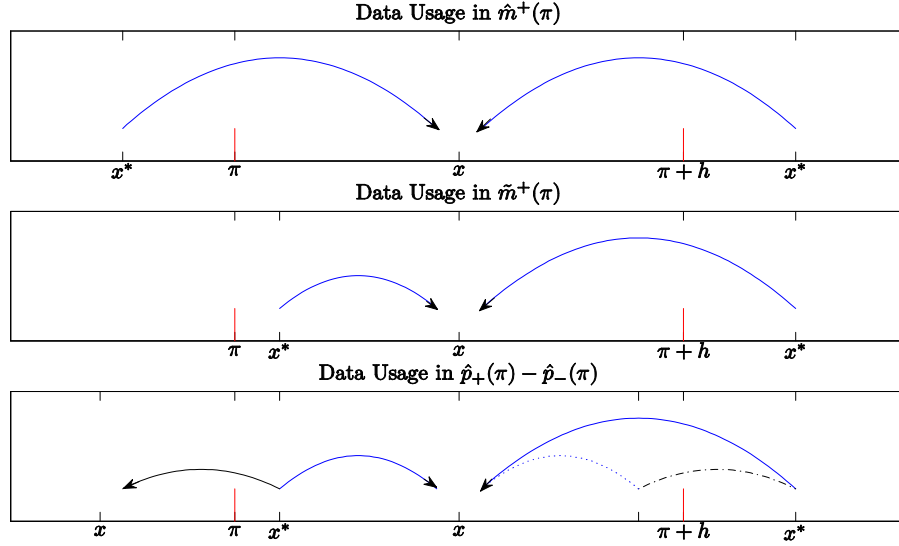 Data Usage in m̂⁺(π)
x* π x π + h x*
Data Usage in m̃⁺(π)
π x* x π + h x*
Data Usage in p̂₊(π) − p̂₋(π)
x π x* x π + h x*